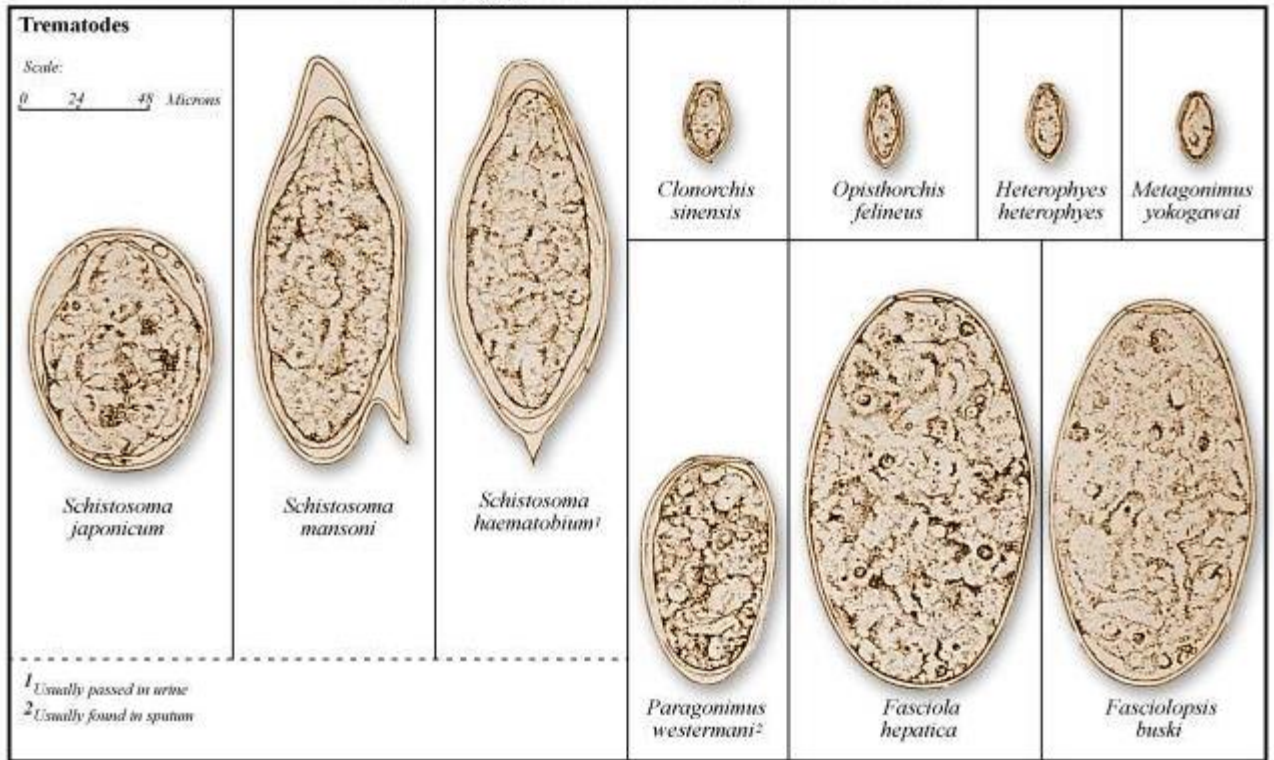 Trematodes
Scale:
0 24 48 Microns
Schistosoma
japonicum
Schistosoma
mansoni
Schistosoma
haematobium¹
Clonorchis
sinensis
Opisthorchis
felineus
Heterophyes
heterophyes
Metagonimus
yokogawai
Paragonimus
westermani²
Fasciola
hepatica
Fasciolopsis
buski
¹Usually passed in urine
²Usually found in sputum